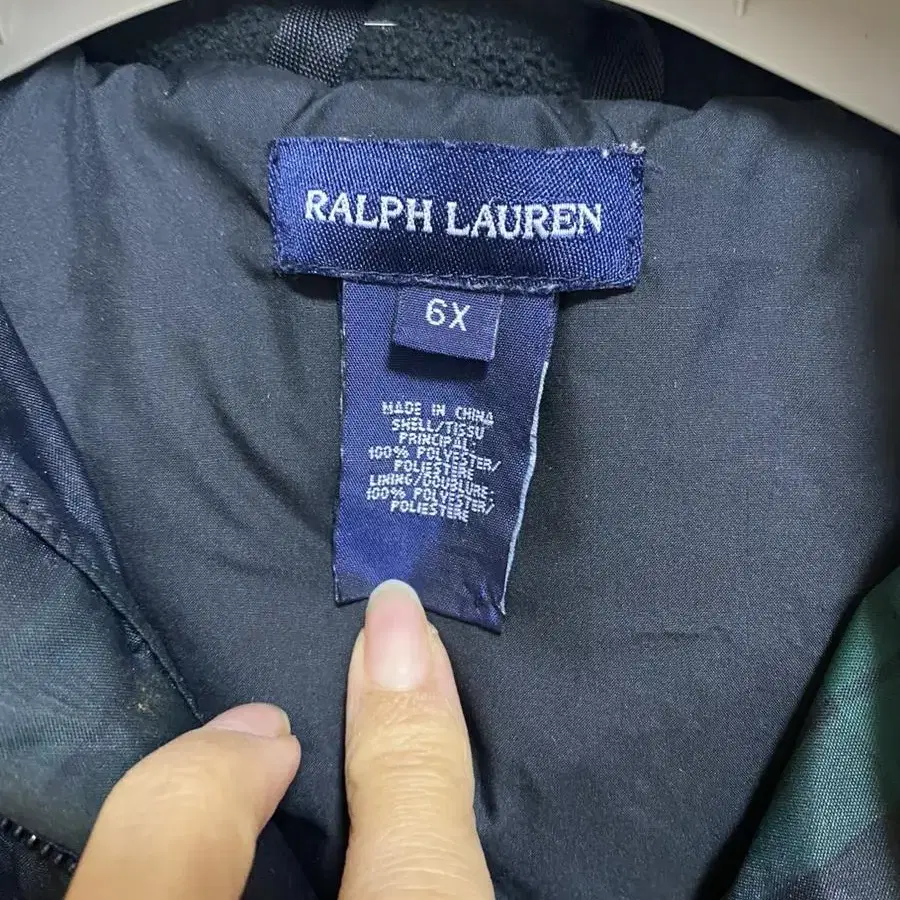 RALPH LAUREN
6X
MADE IN CHINA
SHELL/TISSU
PRINCIPAL:
100% POLYESTER/
POLIESTERE
LINING/DOUBLURE:
100% POLYESTER/
POLIESTERE